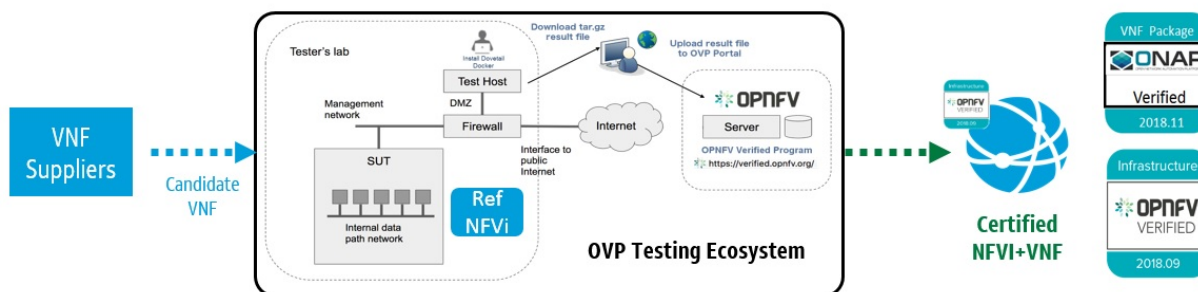 VNF
Suppliers
Candidate
VNF
Tester's lab
Install Dovetail
Docker
Test Host
DMZ
Management
network
Firewall
Internet
Interface to
public
Internet
SUT
Internal data
path network
Ref
NFVi
Download tar.gz
result file
Upload result file
to OVP Portal
OPNFV
Server
OPNFV Verified Program
https://verified.opnfv.org/
OVP Testing Ecosystem
Infrastructure
OPNFV
VERIFIED
2018.09
Certified
NFVI+VNF
VNF Package
ONAP
Verified
2018.11
Infrastructure
OPNFV
VERIFIED
2018.09